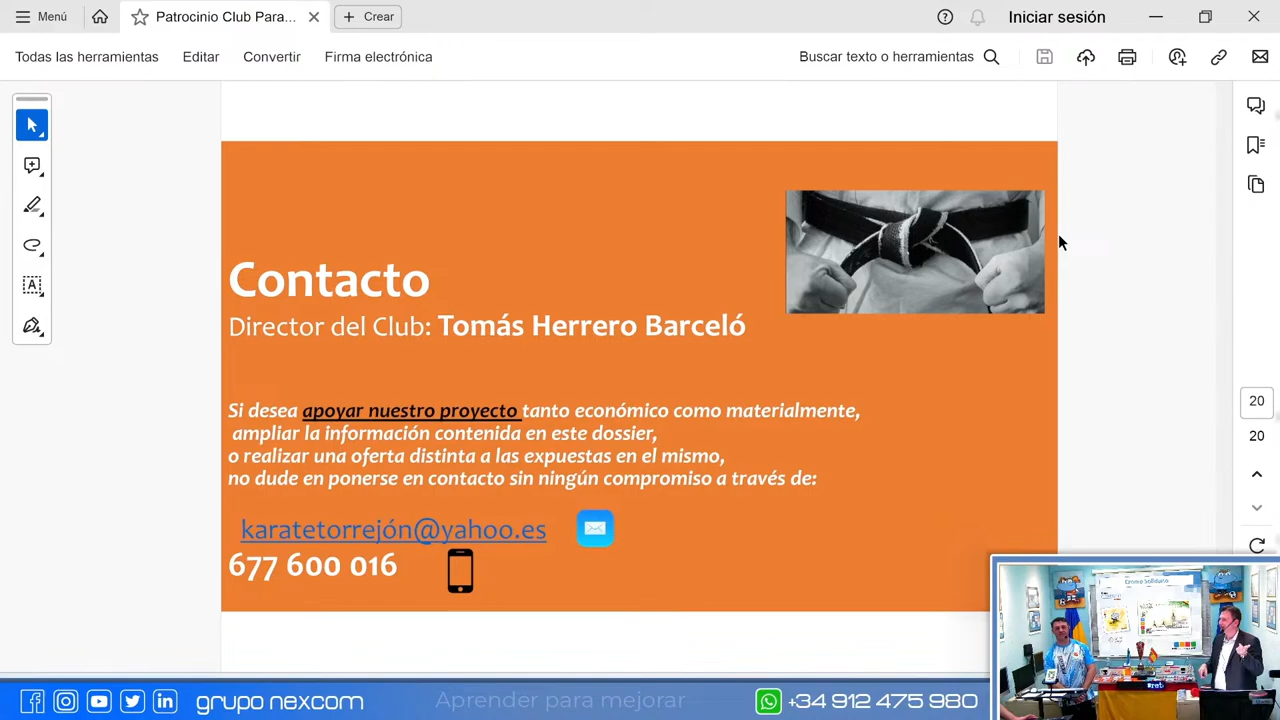 Menú
Patrocinio Club Para...
Crear
Iniciar sesión
Todas las herramientas
Editar
Convertir
Firma electrónica
Buscar texto o herramientas
Contacto
Director del Club: Tomás Herrero Barceló
Si desea apoyar nuestro proyecto tanto económico como materialmente,
ampliar la información contenida en este dossier,
o realizar una oferta distinta a las expuestas en el mismo,
no dude en ponerse en contacto sin ningún compromiso a través de:
karatetorrejón@yahoo.es
677 600 016
20
20
Cromo Solidario
grupo nexcom
Aprender para mejorar
+34 912 475 980